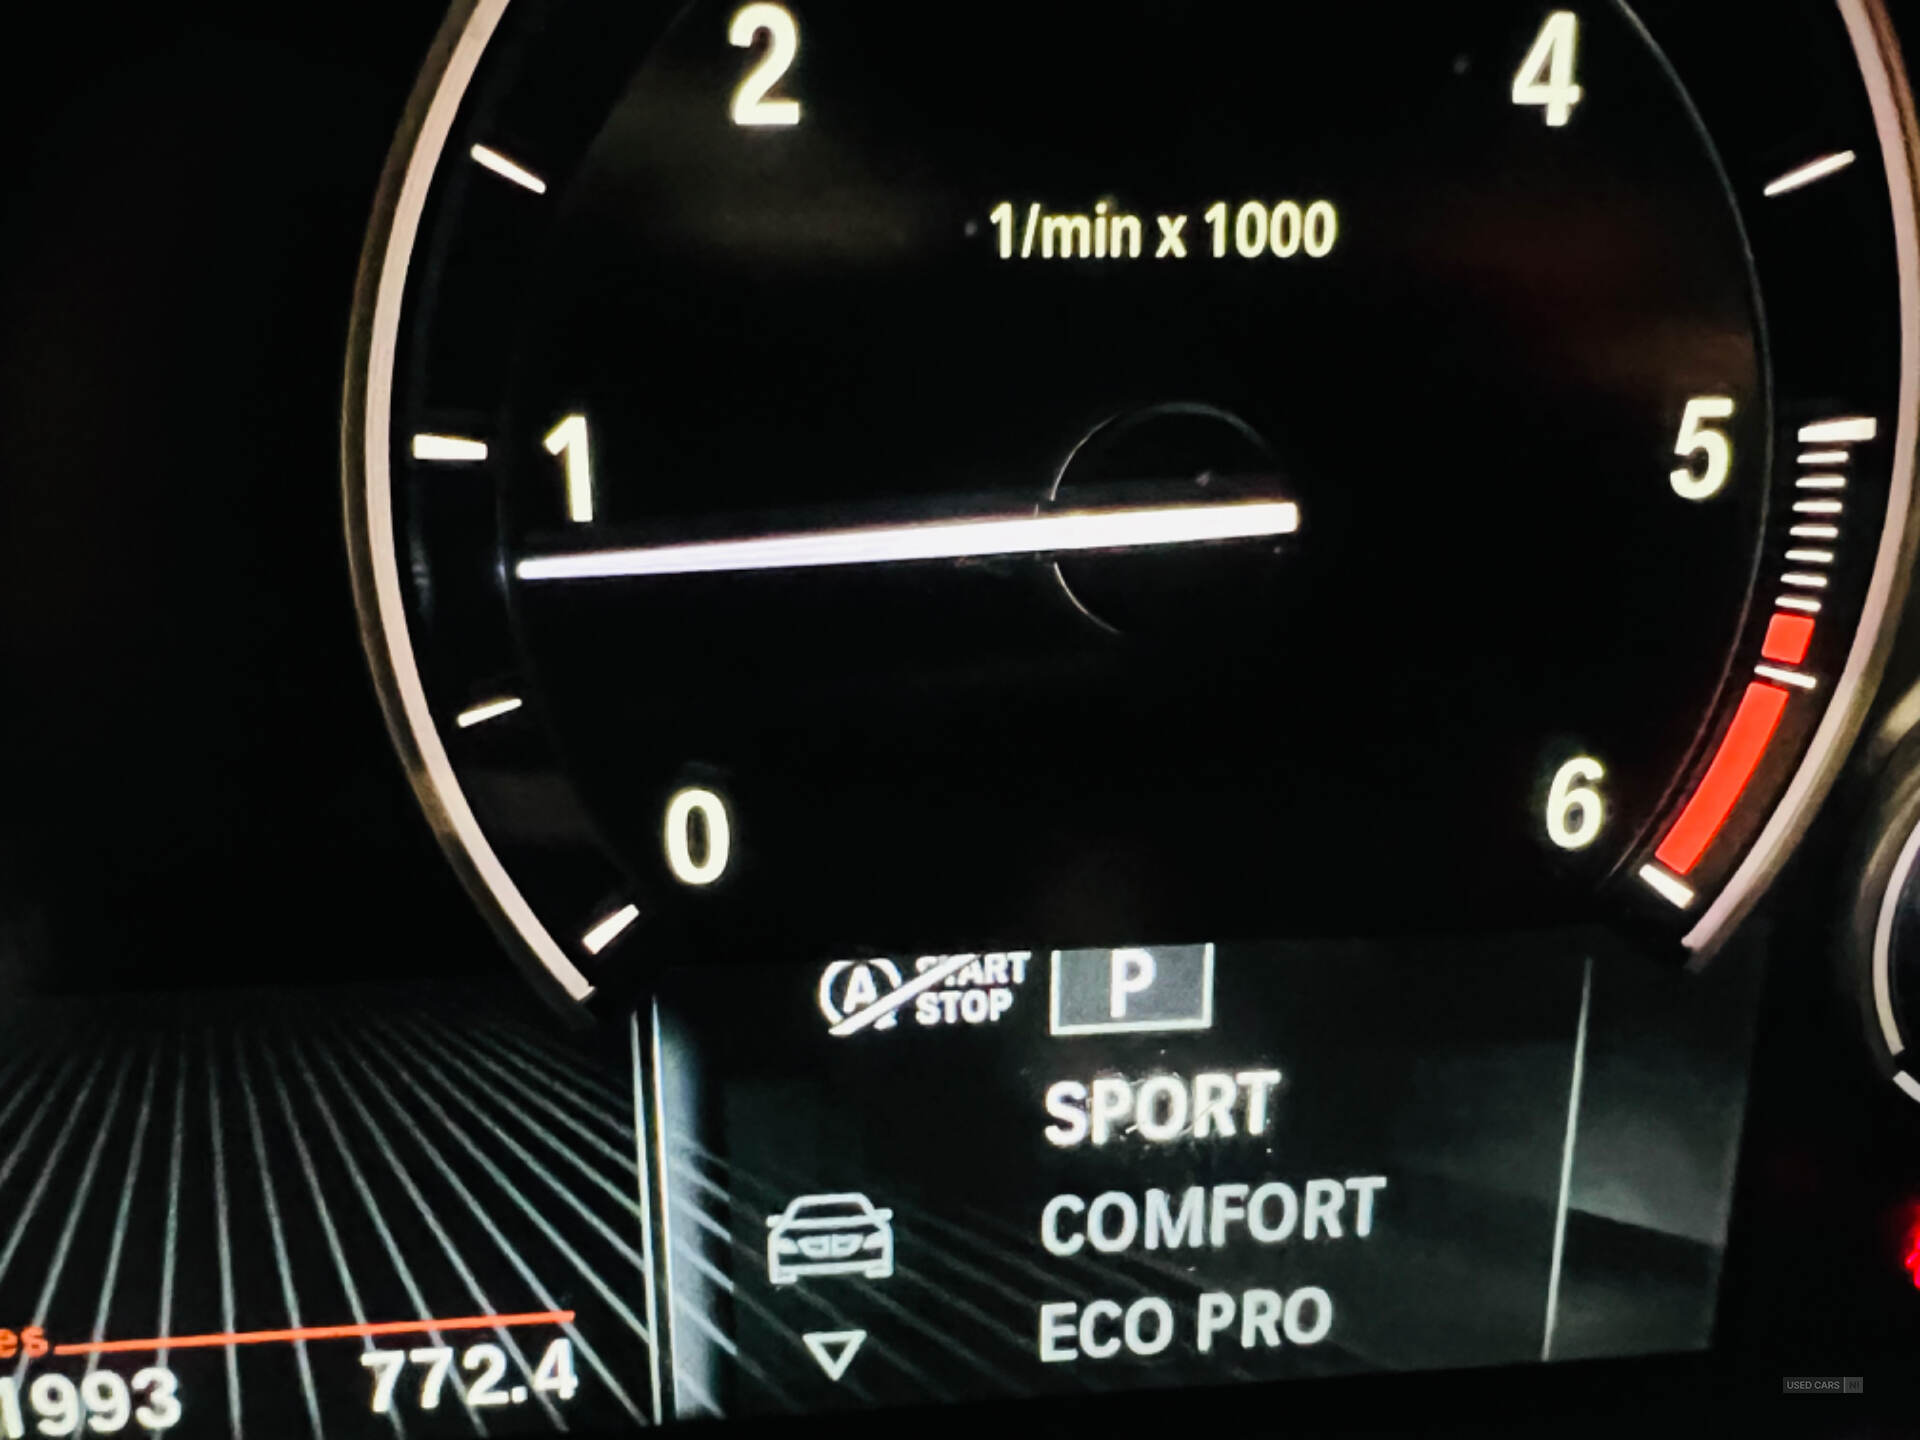 2
4
1/min x 1000
1
5
0
6
A START
STOP
P
SPORT
COMFORT
ECO PRO
1993
772.4
USED CARS NI